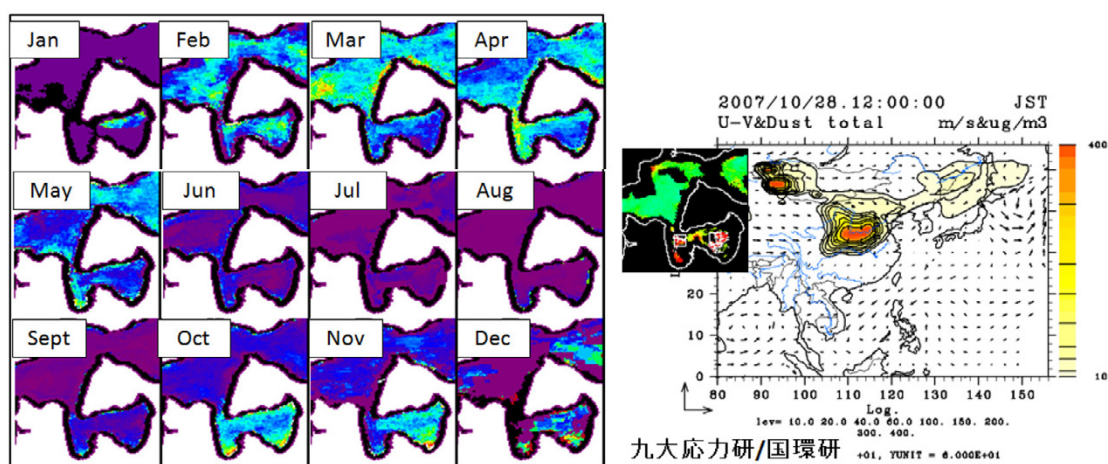 Jan Feb Mar Apr
May Jun Jul Aug
Sept Oct Nov Dec
2007/10/28.12:00:00 JST
U-V&Dust total m/s&ug/m3
400
20
10
0
10
80 90 100 110 120 130 140 150
Log.
lev= 10.0 20.0 40.0 60.0 100. 150. 200.
300. 400.
九大応力研/国環研 +01, YUNIT = 6.000E+01